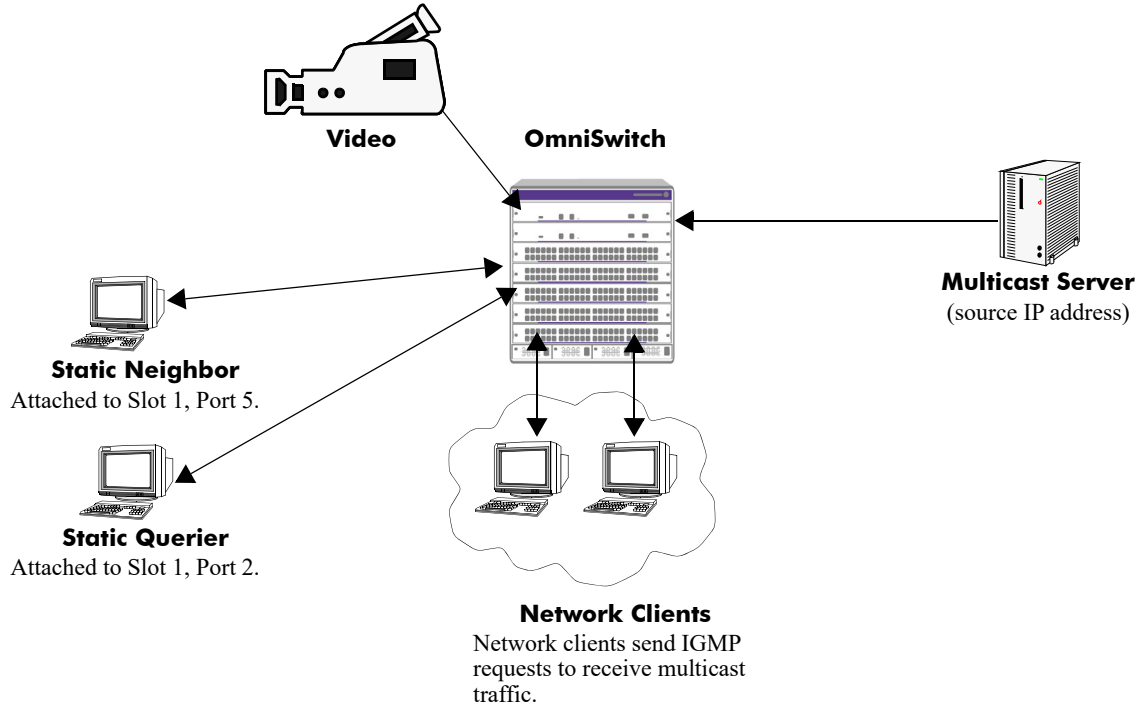 Video
OmniSwitch
Multicast Server
(source IP address)
Static Neighbor
Attached to Slot 1, Port 5.
Static Querier
Attached to Slot 1, Port 2.
Network Clients
Network clients send IGMP
requests to receive multicast
traffic.